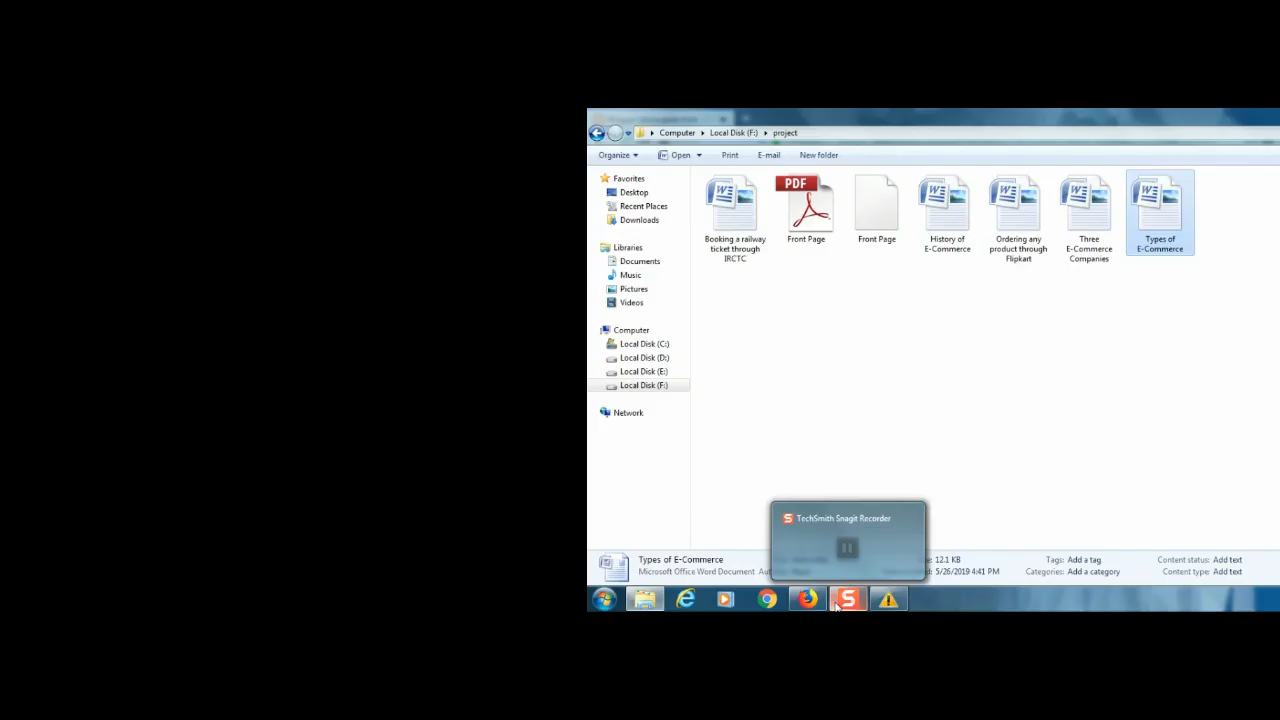 Computer Local Disk (F:) project
Organize Open Print E-mail New folder
Favorites
Desktop
Recent Places
Downloads
Libraries
Documents
Music
Pictures
Videos
Computer
Local Disk (C:)
Local Disk (D:)
Local Disk (E:)
Local Disk (F:)
Network
Booking a railway
ticket through
IRCTC
PDF
Front Page
Front Page
History of
E-Commerce
Ordering any
product through
Flipkart
Three
E-Commerce
Companies
Types of
E-Commerce
TechSmith Snagit Recorder
Types of E-Commerce 12.1 KB Tags: Add a tag Content status: Add text
Microsoft Office Word Document 5/26/2019 4:41 PM Categories: Add a category Content type: Add text